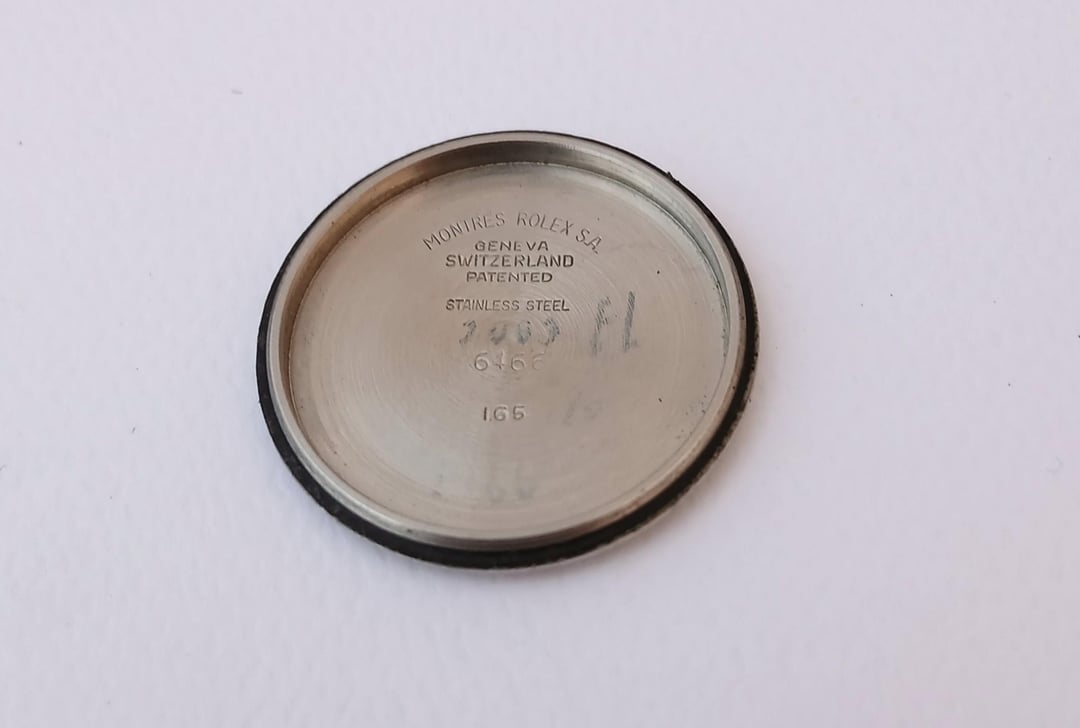 MONTRES ROLEX S.A.
GENEVA
SWITZERLAND
PATENTED
STAINLESS STEEL
6466
I.65